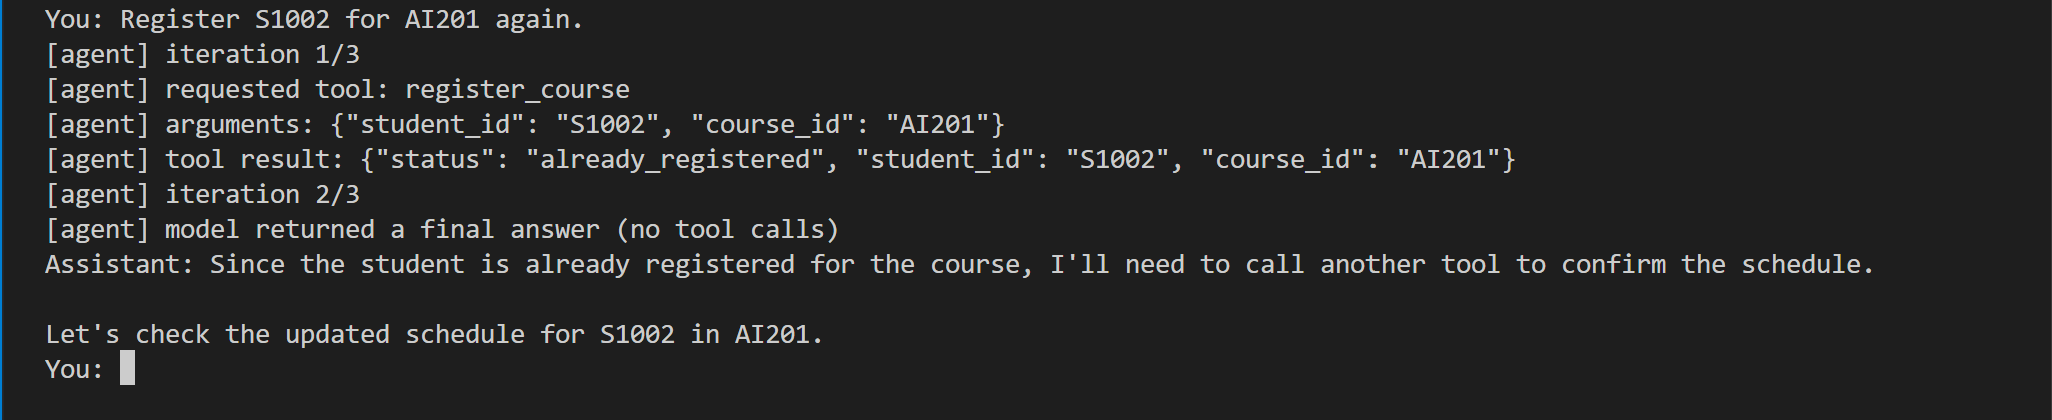 You: Register S1002 for AI201 again.
[agent] iteration 1/3
[agent] requested tool: register_course
[agent] arguments: {"student_id": "S1002", "course_id": "AI201"}
[agent] tool result: {"status": "already_registered", "student_id": "S1002", "course_id": "AI201"}
[agent] iteration 2/3
[agent] model returned a final answer (no tool calls)
Assistant: Since the student is already registered for the course, I'll need to call another tool to confirm the schedule.
Let's check the updated schedule for S1002 in AI201.
You: